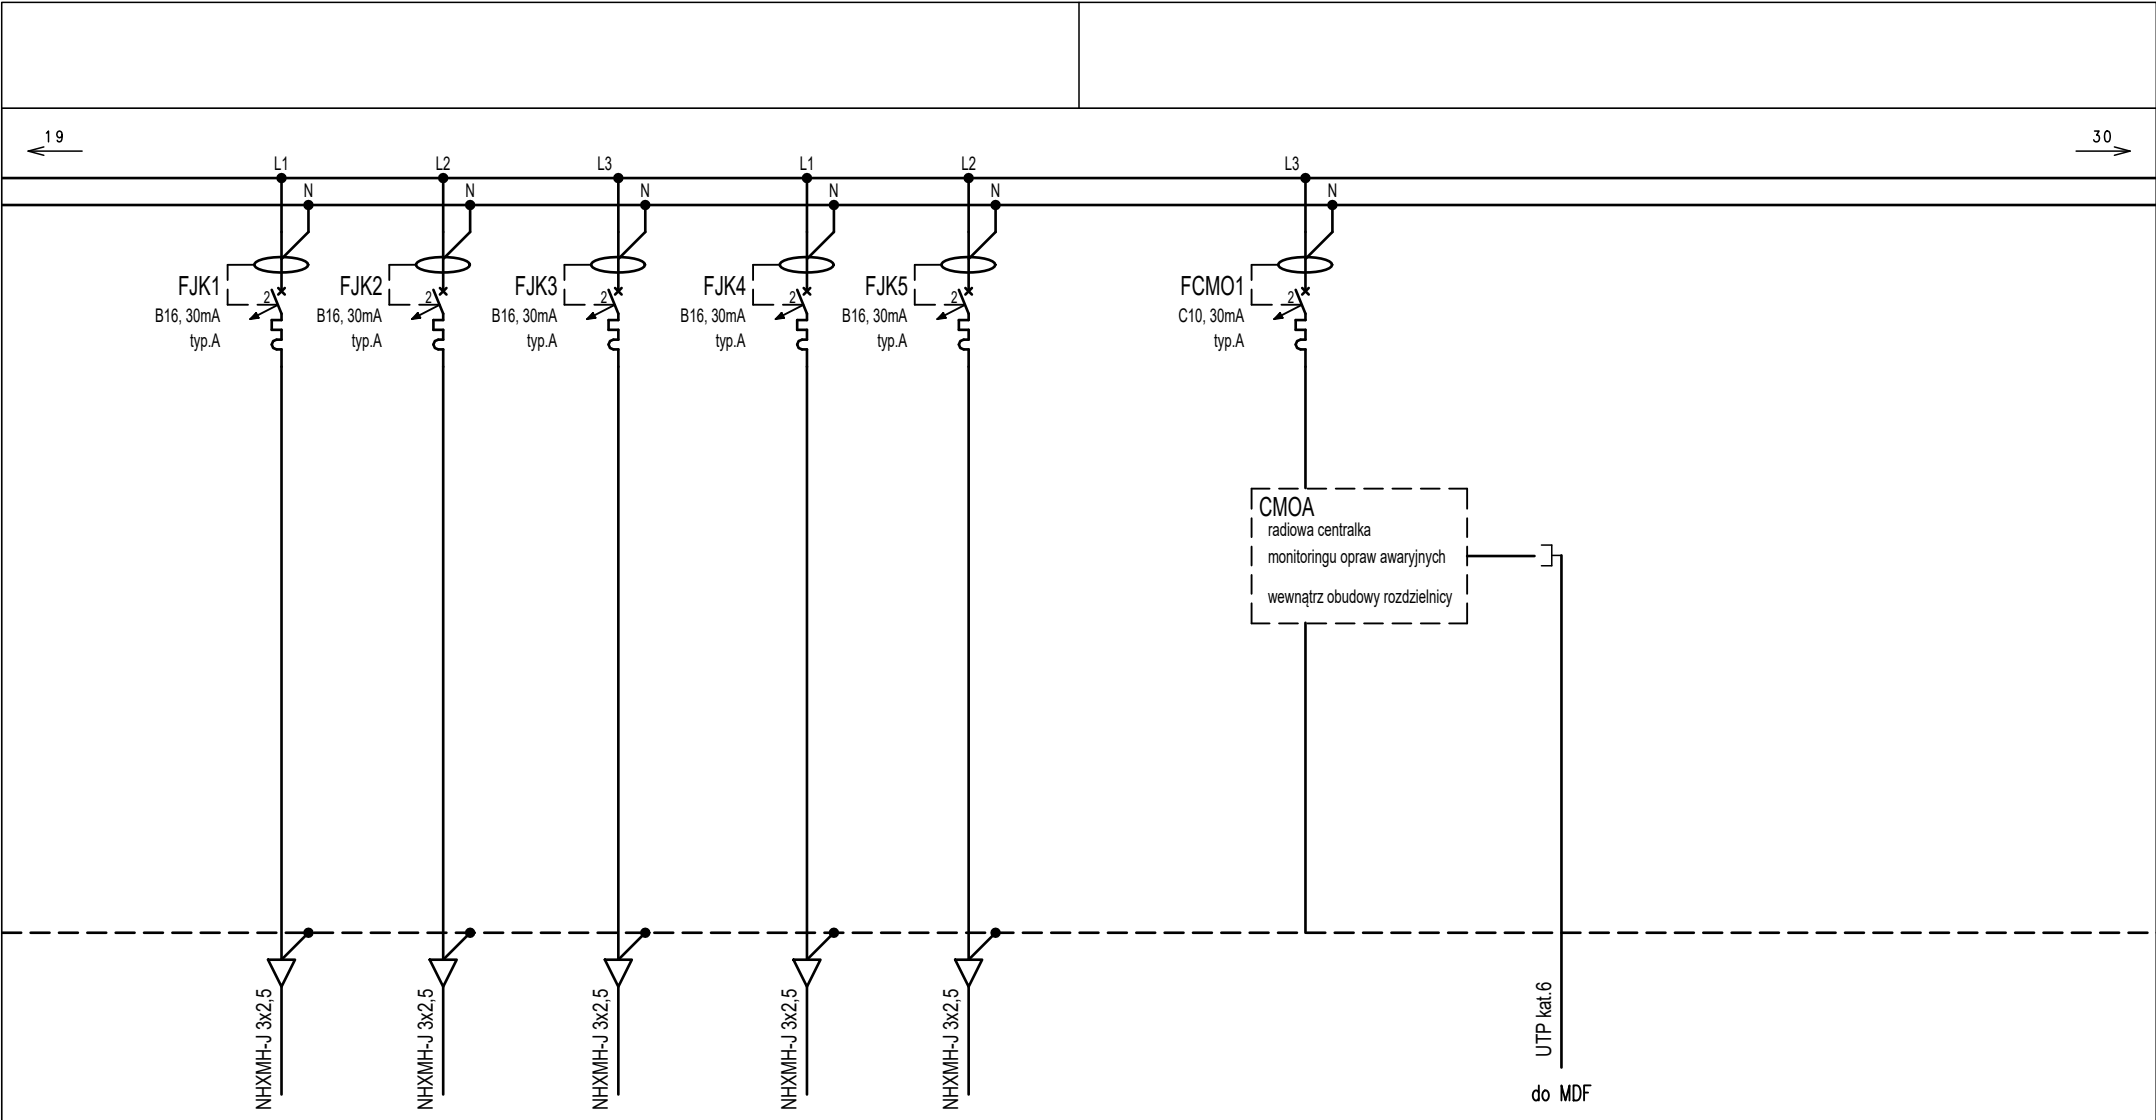 19
30
L1
L2
L3
L1
L2
L3
N
N
N
N
N
N
FJK1
B16, 30mA
typ.A
2
FJK2
B16, 30mA
typ.A
2
FJK3
B16, 30mA
typ.A
2
FJK4
B16, 30mA
typ.A
2
FJK5
B16, 30mA
typ.A
2
FCMO1
C10, 30mA
typ.A
2
CMOA
radiowa centralka
monitoringu opraw awaryjnych
wewnątrz obudowy rozdzielnicy
NHXMH-J 3x2,5
NHXMH-J 3x2,5
NHXMH-J 3x2,5
NHXMH-J 3x2,5
NHXMH-J 3x2,5
UTP kat.6
do MDF